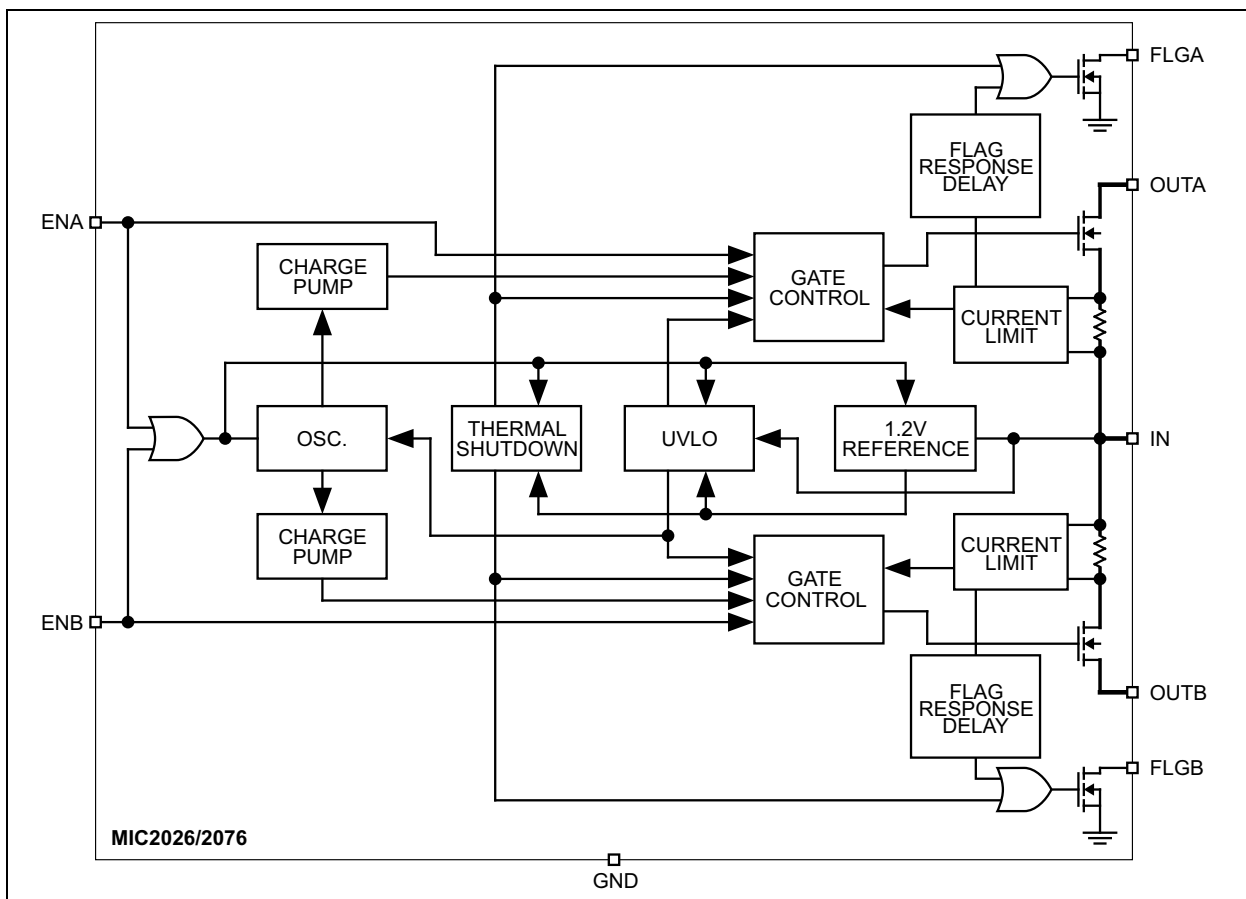 FLGA
FLAG
RESPONSE
DELAY
OUTA
ENA
CHARGE
PUMP
GATE
CONTROL
CURRENT
LIMIT
OSC.
THERMAL
SHUTDOWN
UVLO
1.2V
REFERENCE
IN
CHARGE
PUMP
GATE
CONTROL
CURRENT
LIMIT
ENB
FLAG
RESPONSE
DELAY
OUTB
FLGB
MIC2026/2076
GND